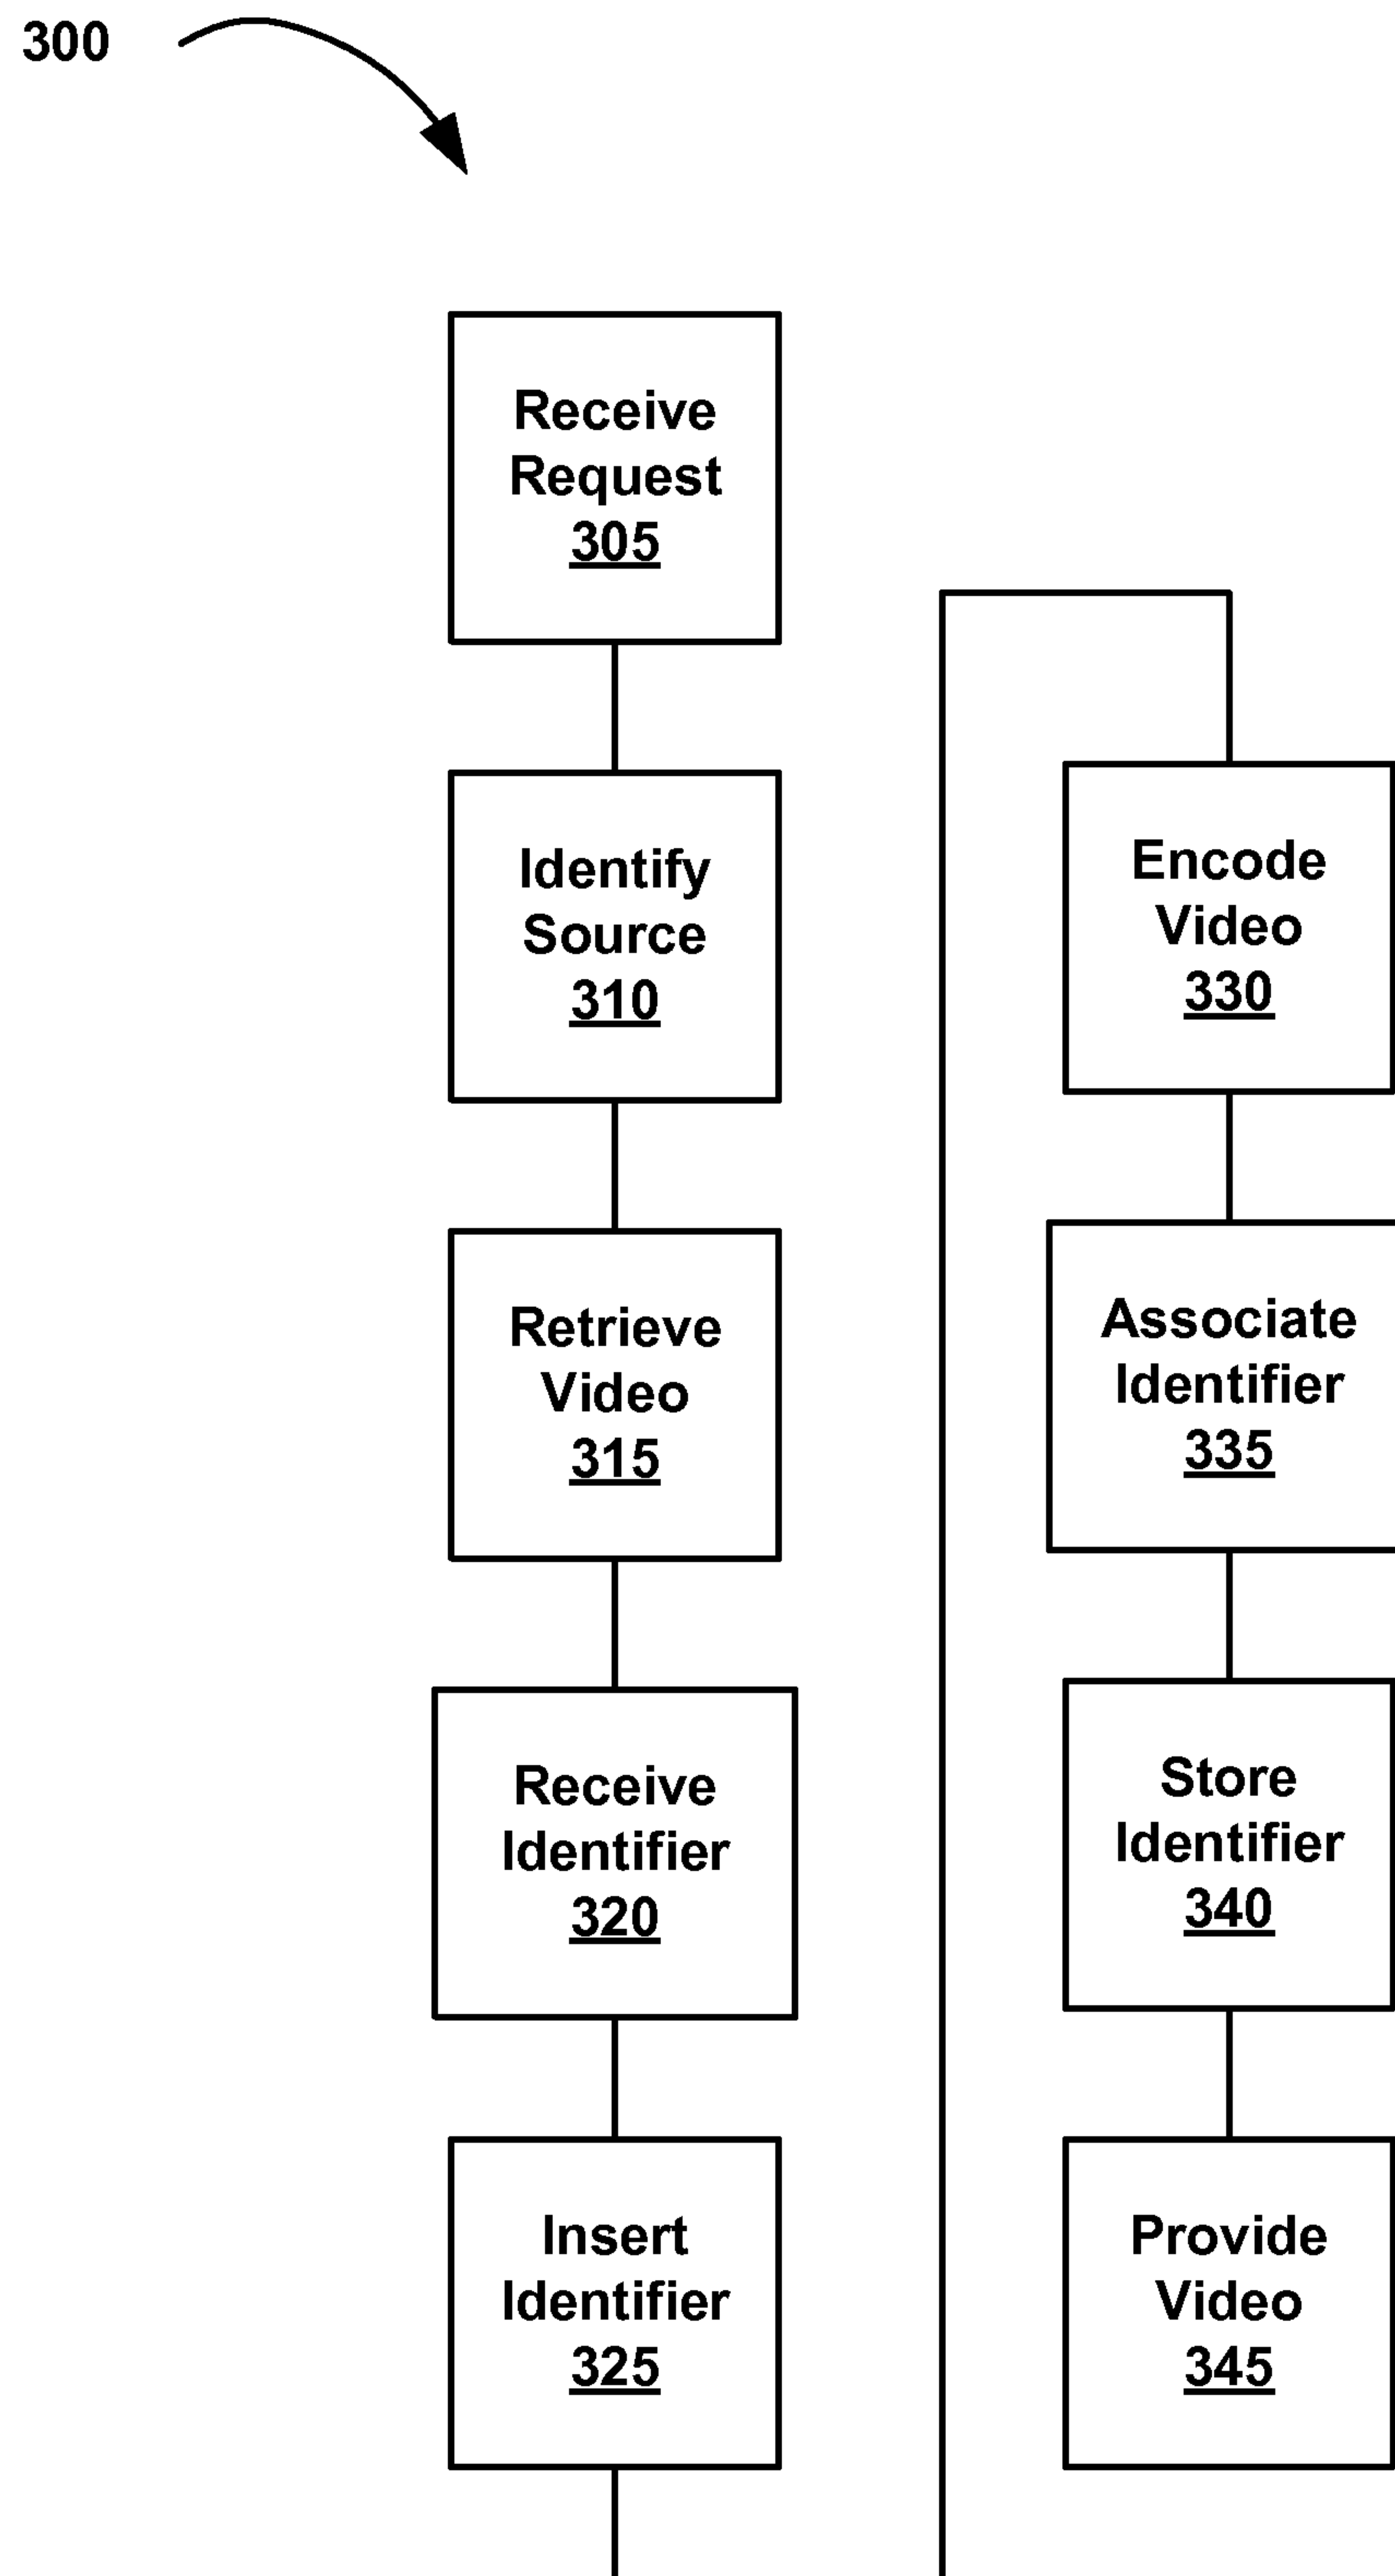 300
Receive
Request
305
Identify
Source
310
Retrieve
Video
315
Receive
Identifier
320
Insert
Identifier
325
Encode
Video
330
Associate
Identifier
335
Store
Identifier
340
Provide
Video
345